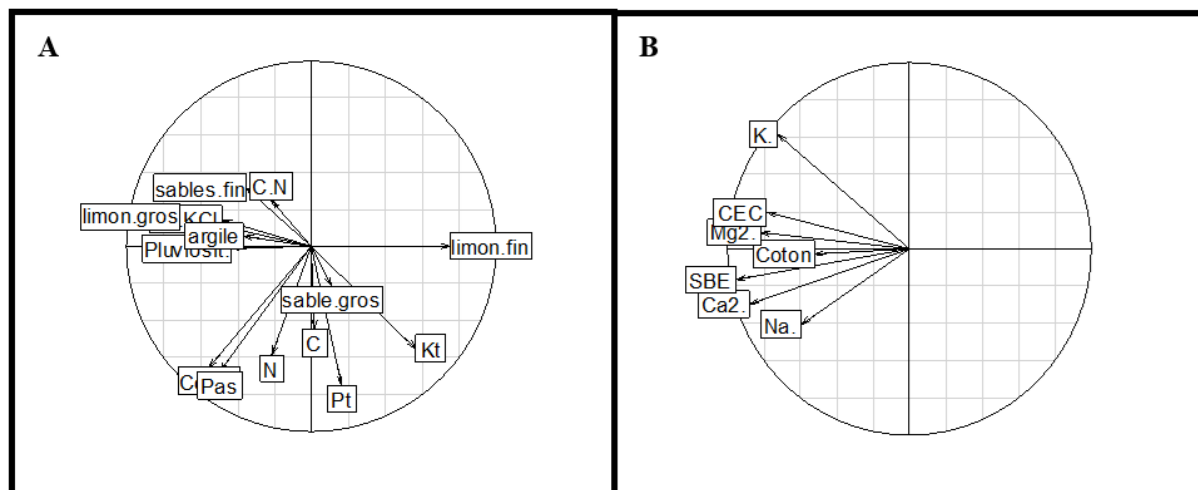 A
sables.fin
C.N
limon.gros
KCl
argile
Pluviosit.
limon.fin
sable.gros
C
Kt
N
Pas
Pt
B
K.
CEC
Mg2.
Coton
SBE
Ca2.
Na.